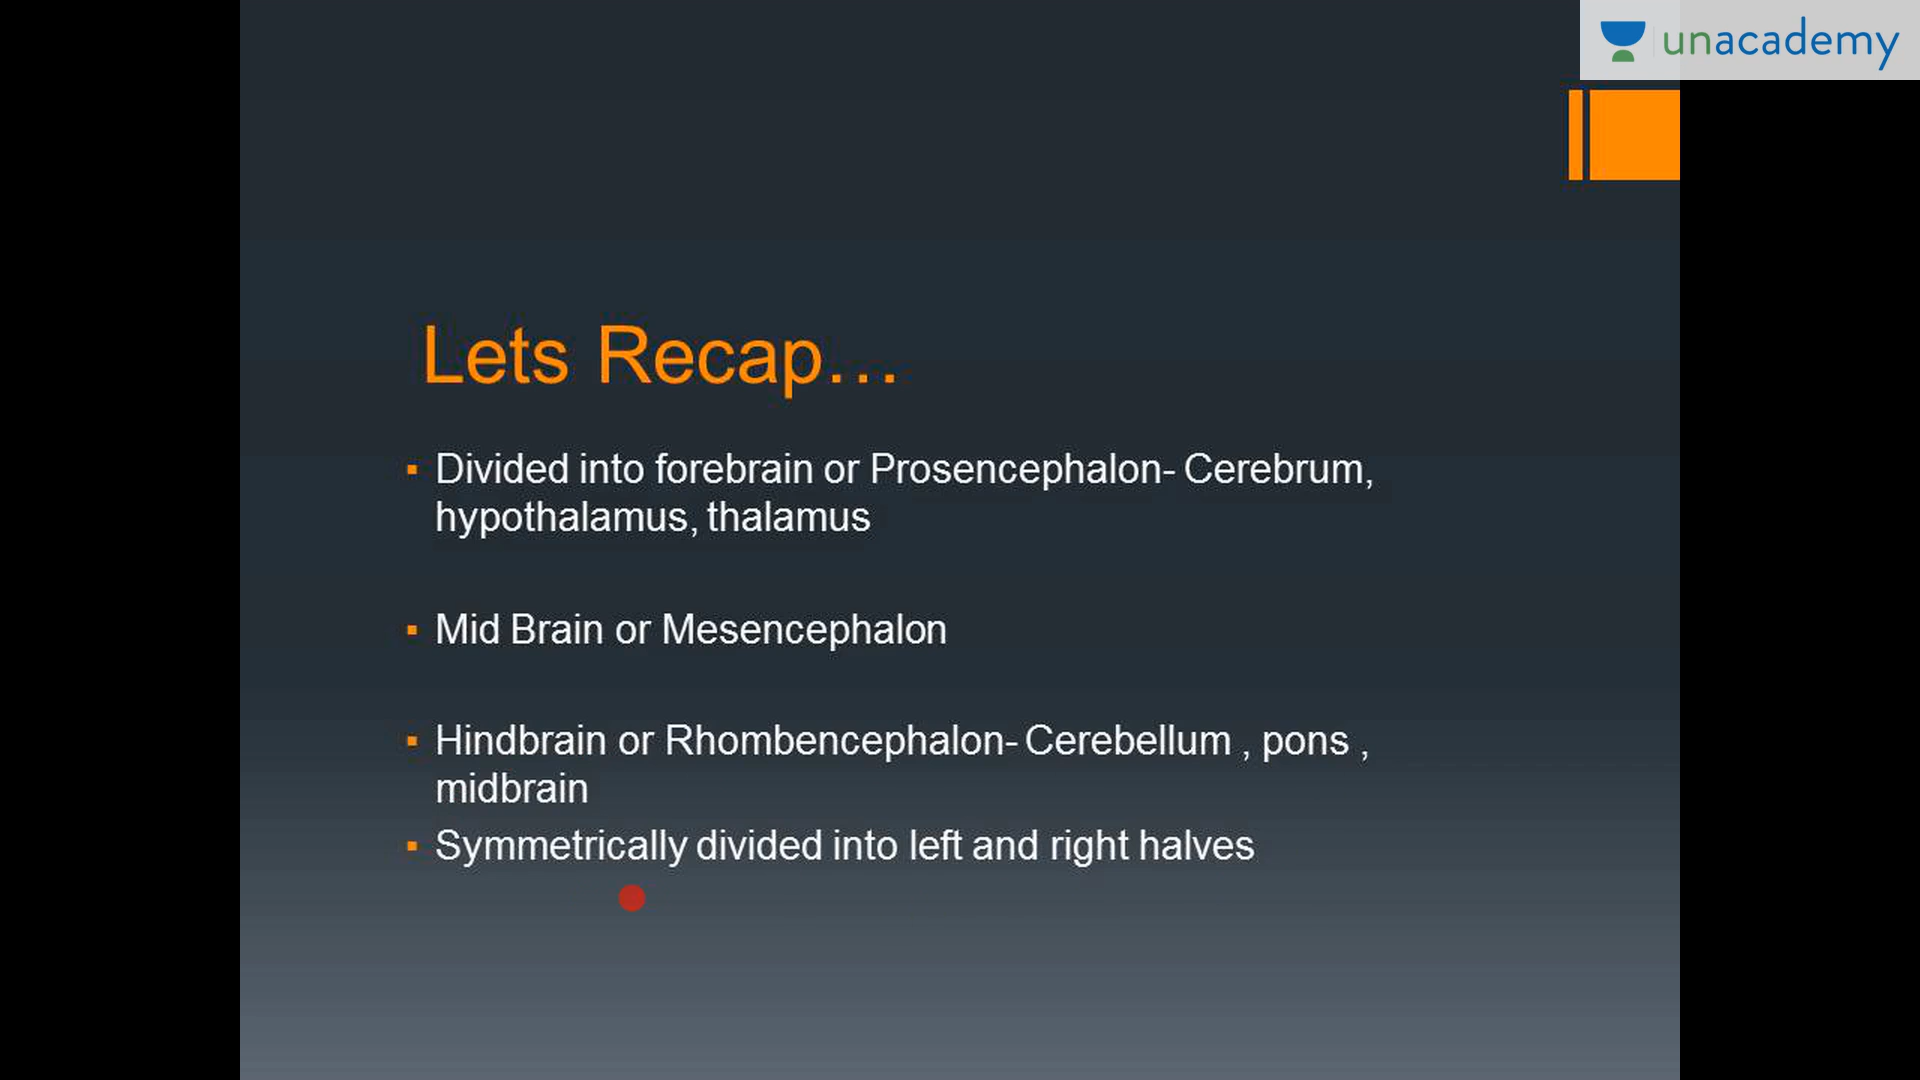 unacademy
Lets Recap...
▪ Divided into forebrain or Prosencephalon- Cerebrum,
hypothalamus, thalamus
▪ Mid Brain or Mesencephalon
▪ Hindbrain or Rhombencephalon- Cerebellum , pons ,
midbrain
▪ Symmetrically divided into left and right halves